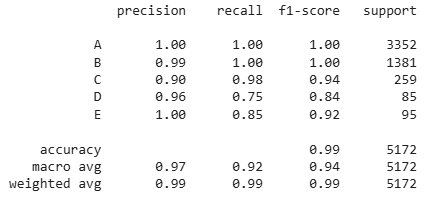 precision recall f1-score support
A 1.00 1.00 1.00 3352
B 0.99 1.00 1.00 1381
C 0.90 0.98 0.94 259
D 0.96 0.75 0.84 85
E 1.00 0.85 0.92 95
accuracy 0.99 5172
macro avg 0.97 0.92 0.94 5172
weighted avg 0.99 0.99 0.99 5172